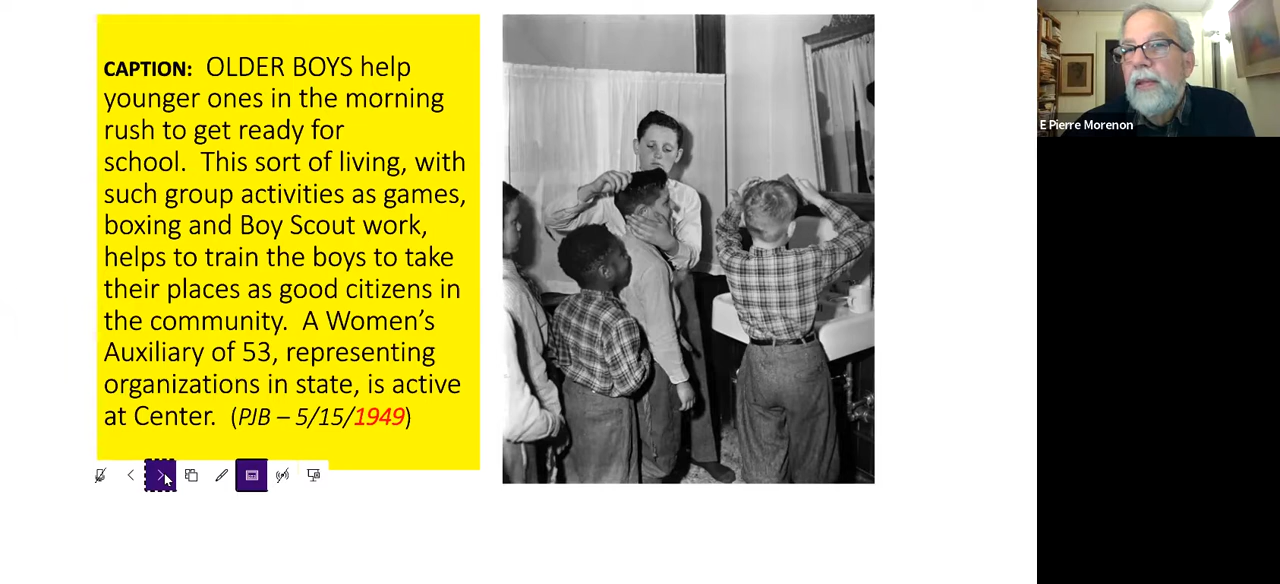 CAPTION: OLDER BOYS help
younger ones in the morning
rush to get ready for
school. This sort of living, with
such group activities as games,
boxing and Boy Scout work,
helps to train the boys to take
their places as good citizens in
the community. A Women’s
Auxiliary of 53, representing
organizations in state, is active
at Center. (PJB – 5/15/1949)
E Pierre Morenon